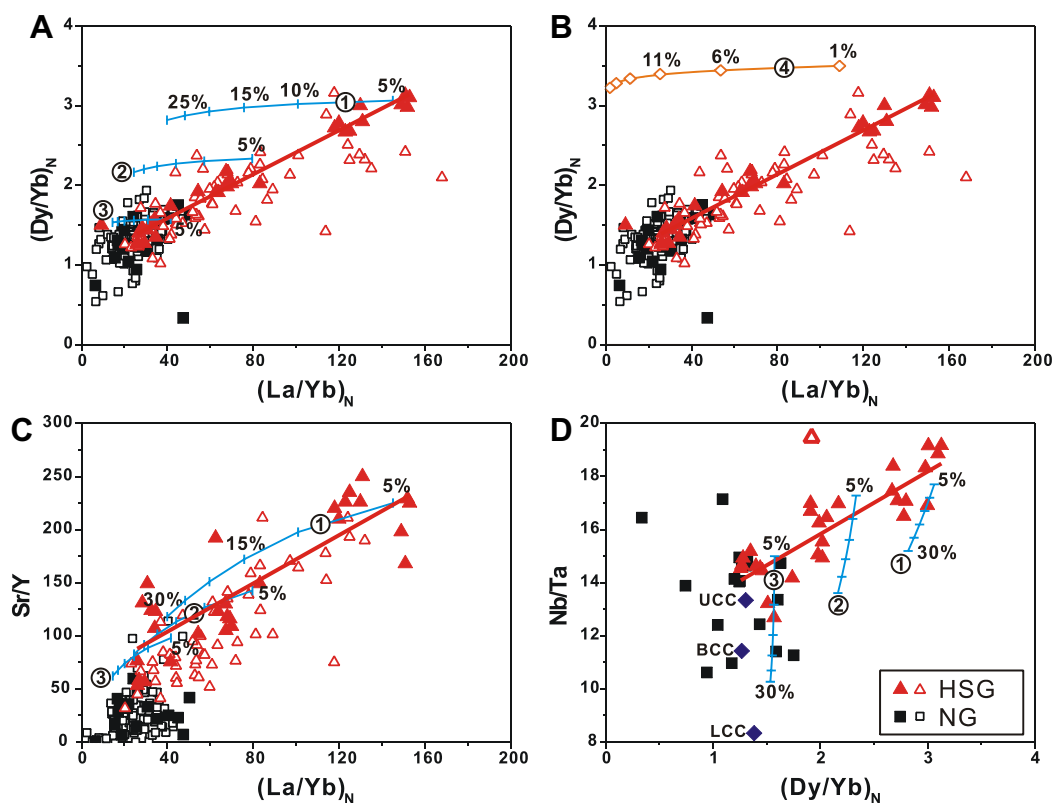 A
4
3
2
1
0
(Dy/Yb)N
25%
15%
10%
5%
1
2
5%
3
5%
0 40 80 120 160 200
(La/Yb)N
B
4
3
2
1
0
(Dy/Yb)N
11%
6%
1%
4
0 40 80 120 160 200
(La/Yb)N
C
300
250
200
150
100
50
0
Sr/Y
5%
1
15%
30%
2
5%
5%
3
0 40 80 120 160 200
(La/Yb)N
D
20
18
16
14
12
10
8
Nb/Ta
5%
5%
1
30%
5%
3
2
UCC
BCC
30%
LCC
HSG
NG
0 1 2 3 4
(Dy/Yb)N